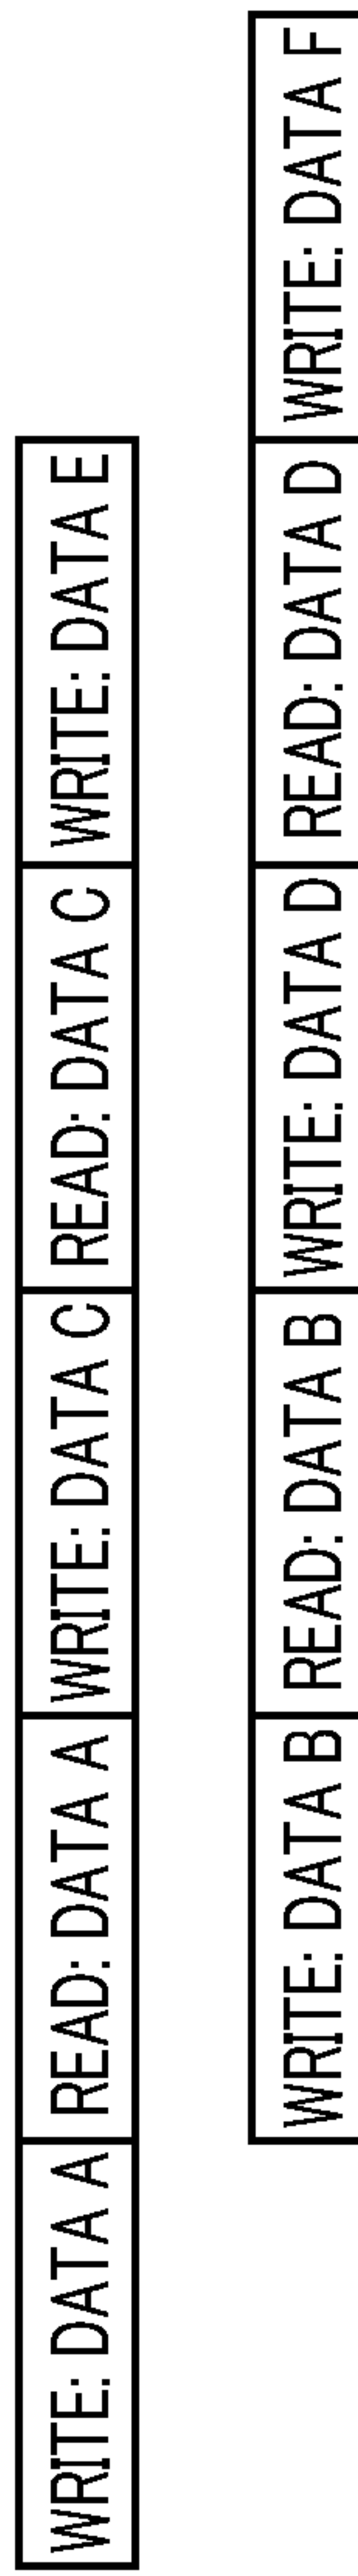 WRITE: DATA A
READ: DATA A
WRITE: DATA C
READ: DATA C
WRITE: DATA E
WRITE: DATA B
READ: DATA B
WRITE: DATA D
READ: DATA D
WRITE: DATA F